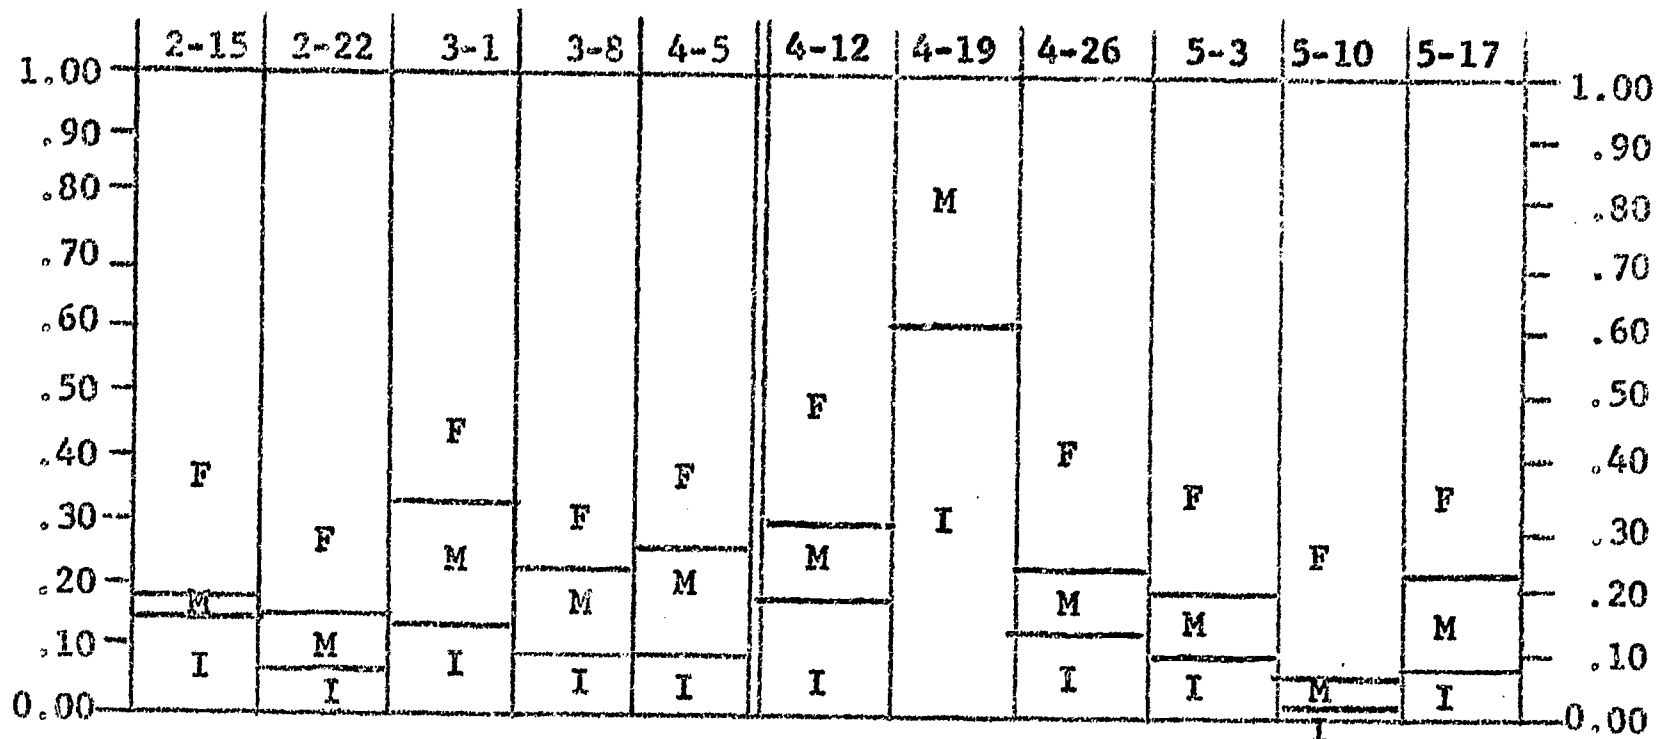 2-15 2-22 3-1 3-8 4-5 4-12 4-19 4-26 5-3 5-10 5-17
1.00 1.00
.90 .90
.80 M .80
.70 .70
.60 .60
.50 F .50
F
.40 F F F .40
F F
.30 F F I .30
F
M M
.20 M M M M .20
M M
.10 M .10
I I M
I I I I I I I
0.00 I 0.00